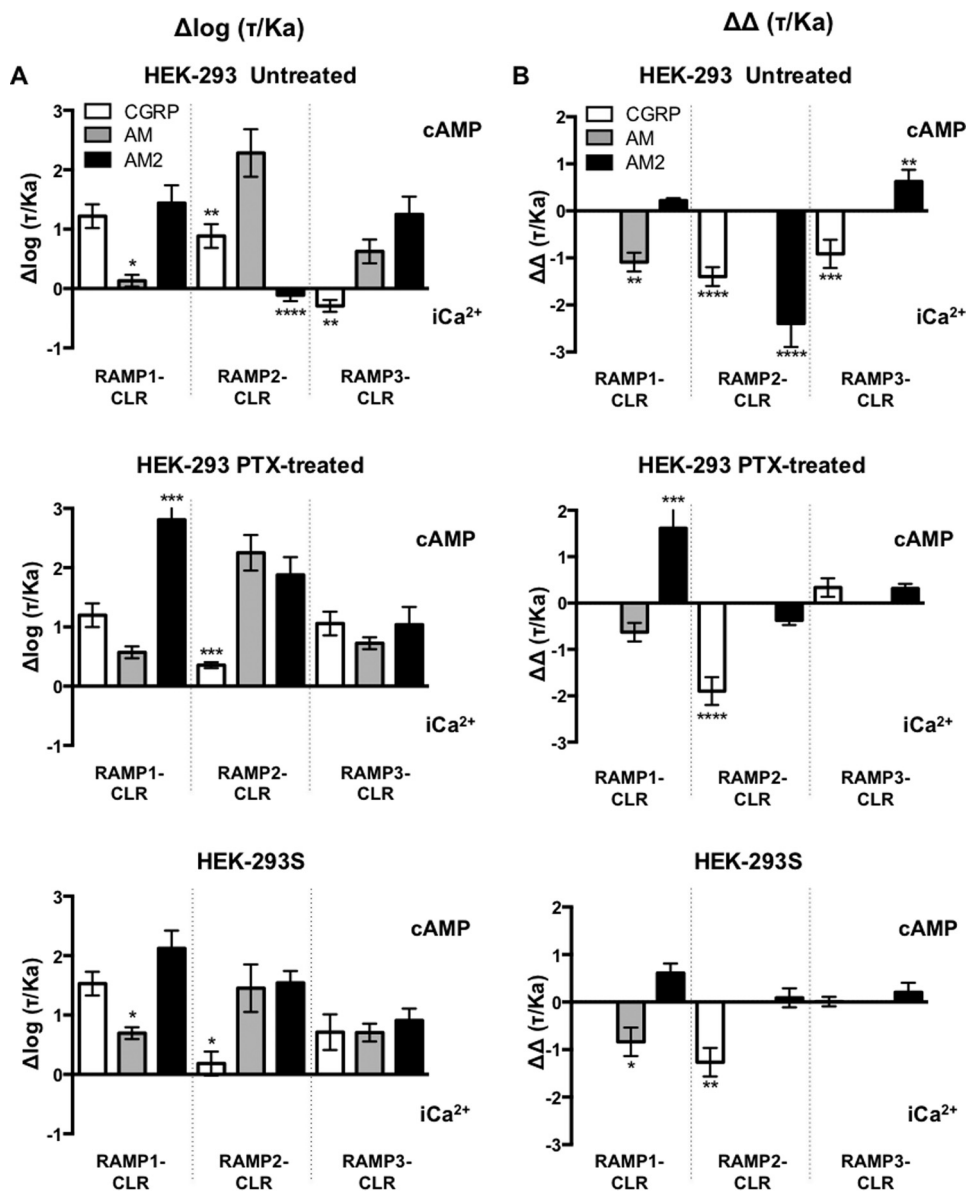 Δlog (τ/Ka)
ΔΔ (τ/Ka)
A
HEK-293 Untreated
3
2
1
0
-1
Δlog (τ/Ka)
CGRP
AM
AM2
cAMP
iCa²⁺
*
**
****
**
RAMP1-
CLR
RAMP2-
CLR
RAMP3-
CLR
B
HEK-293 Untreated
2
1
0
-1
-2
-3
ΔΔ (τ/Ka)
CGRP
AM
AM2
cAMP
iCa²⁺
**
****
****
***
**
RAMP1-
CLR
RAMP2-
CLR
RAMP3-
CLR
HEK-293 PTX-treated
3
2
1
0
-1
Δlog (τ/Ka)
cAMP
iCa²⁺
***
***
RAMP1-
CLR
RAMP2-
CLR
RAMP3-
CLR
HEK-293 PTX-treated
2
1
0
-1
-2
-3
ΔΔ (τ/Ka)
cAMP
iCa²⁺
***
****
RAMP1-
CLR
RAMP2-
CLR
RAMP3-
CLR
HEK-293S
3
2
1
0
-1
Δlog (τ/Ka)
cAMP
iCa²⁺
*
*
RAMP1-
CLR
RAMP2-
CLR
RAMP3-
CLR
HEK-293S
2
1
0
-1
-2
-3
ΔΔ (τ/Ka)
cAMP
iCa²⁺
*
**
RAMP1-
CLR
RAMP2-
CLR
RAMP3-
CLR